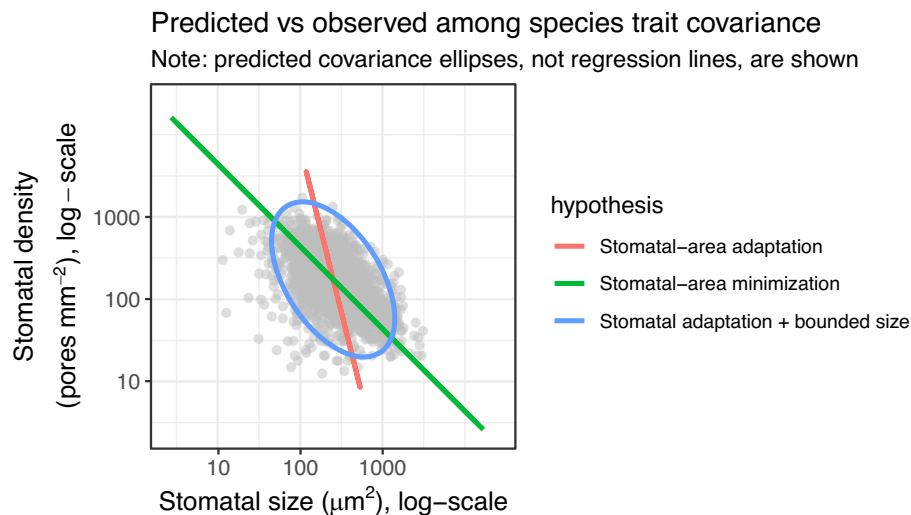 Predicted vs observed among species trait covariance
Note: predicted covariance ellipses, not regression lines, are shown
Stomatal density
(pores mm⁻²), log−scale
1000
100
10
10 100 1000
Stomatal size (μm²), log−scale
hypothesis
Stomatal−area adaptation
Stomatal−area minimization
Stomatal adaptation + bounded size